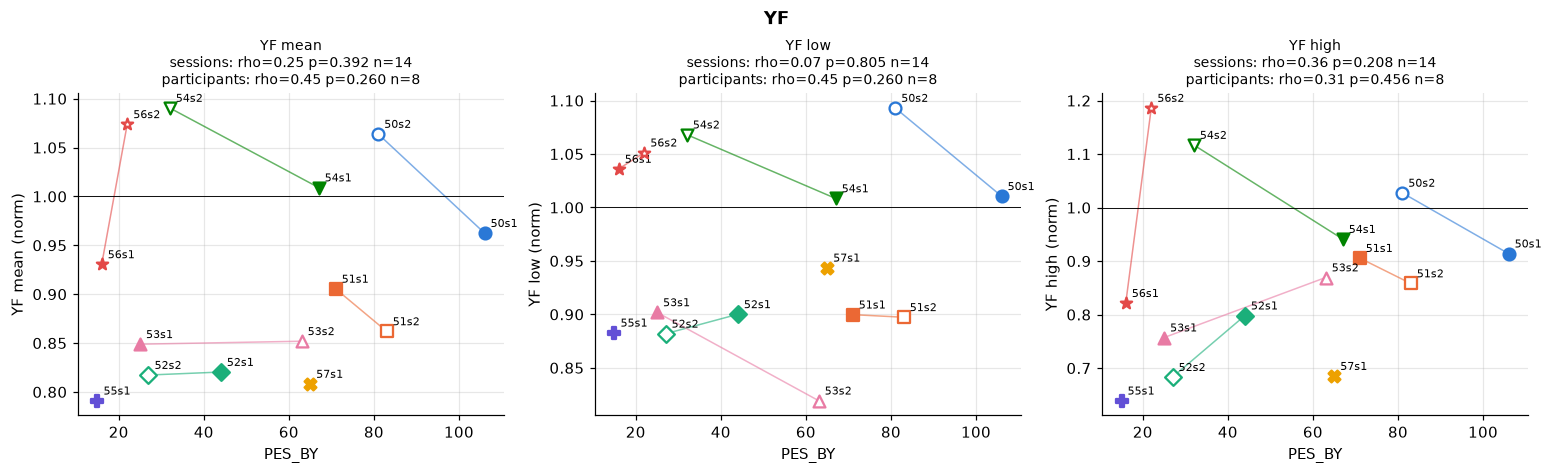 YF
YF mean
sessions: rho=0.25 p=0.392 n=14
participants: rho=0.45 p=0.260 n=8
YF mean (norm)
1.10
1.05
1.00
0.95
0.90
0.85
0.80
54s2
56s2
50s2
54s1
50s1
56s1
51s1
51s2
53s1
53s2
52s2
52s1
57s1
55s1
20
40
60
80
100
PES_BY
YF low
sessions: rho=0.07 p=0.805 n=14
participants: rho=0.45 p=0.260 n=8
YF low (norm)
1.10
1.05
1.00
0.95
0.90
0.85
50s2
54s2
56s2
56s1
54s1
50s1
57s1
53s1
52s1
51s1
51s2
55s1
52s2
53s2
20
40
60
80
100
PES_BY
YF high
sessions: rho=0.36 p=0.208 n=14
participants: rho=0.31 p=0.456 n=8
YF high (norm)
1.2
1.1
1.0
0.9
0.8
0.7
56s2
54s2
50s2
54s1
50s1
51s1
53s2
51s2
56s1
52s1
53s1
52s2
57s1
55s1
20
40
60
80
100
PES_BY